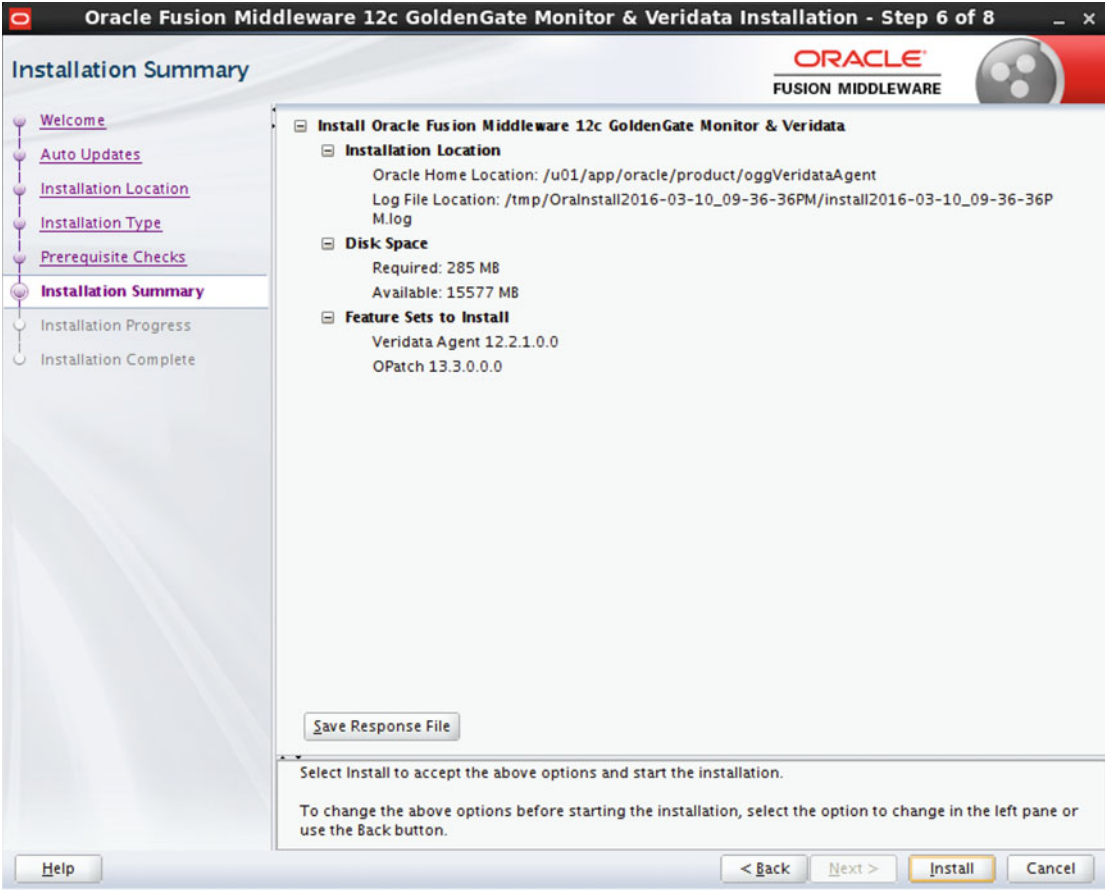 Oracle Fusion Middleware 12c GoldenGate Monitor & Veridata Installation - Step 6 of 8
Installation Summary
ORACLE
FUSION MIDDLEWARE
Welcome
Auto Updates
Installation Location
Installation Type
Prerequisite Checks
Installation Summary
Installation Progress
Installation Complete
Install Oracle Fusion Middleware 12c GoldenGate Monitor & Veridata
Installation Location
Oracle Home Location: /u01/app/oracle/product/oggVeridataAgent
Log File Location: /tmp/OraInstall2016-03-10_09-36-36PM/install2016-03-10_09-36-36P
M.log
Disk Space
Required: 285 MB
Available: 15577 MB
Feature Sets to Install
Veridata Agent 12.2.1.0.0
OPatch 13.3.0.0.0
Save Response File
Select Install to accept the above options and start the installation.
To change the above options before starting the installation, select the option to change in the left pane or
use the Back button.
Help
< Back
Next >
Install
Cancel